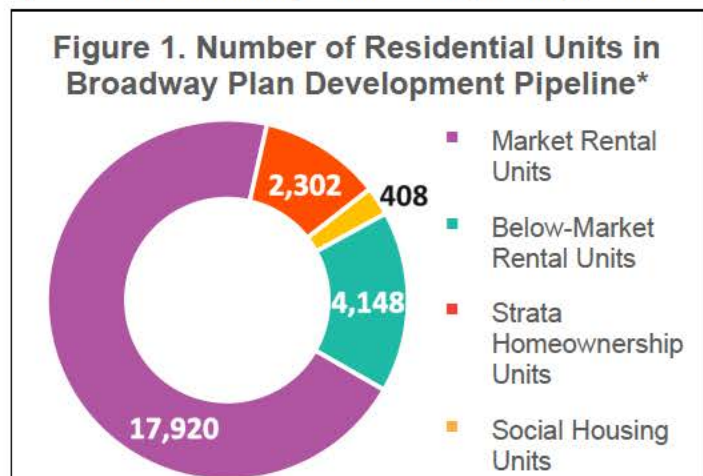 Figure 1. Number of Residential Units in
Broadway Plan Development Pipeline*
2,302
408
4,148
17,920
Market Rental
Units
Below-Market
Rental Units
Strata
Homeownership
Units
Social Housing
Units